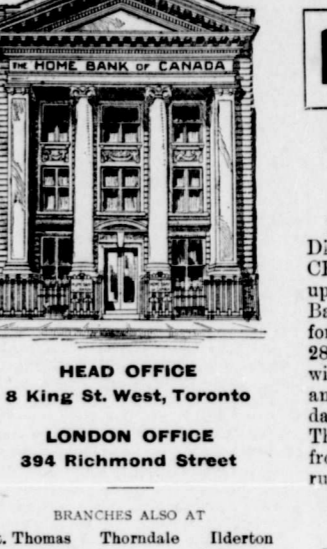 THE HOME BANK OF CANADA
HEAD OFFICE
8 King St. West, Toronto
LONDON OFFICE
394 Richmond Street
BRANCHES ALSO AT
Thomas Thorndale Ilderton